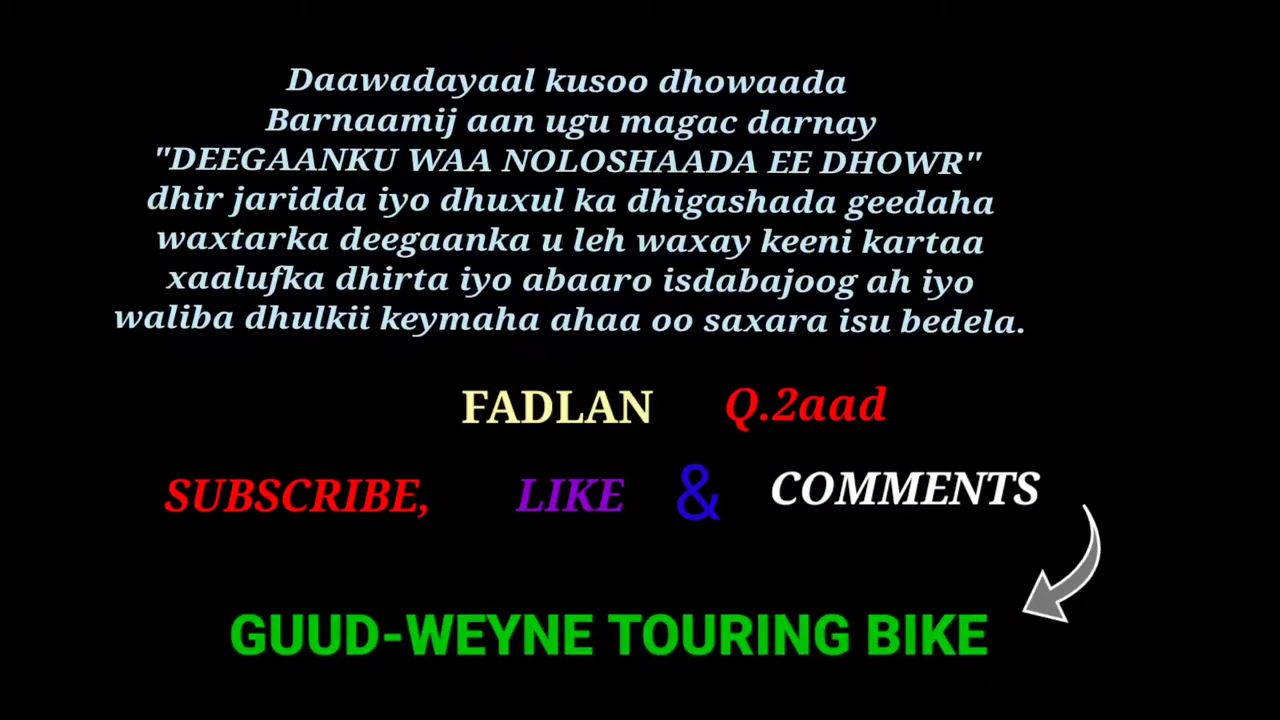 Daawadayaal kusoo dhowaada
Barnaamij aan ugu magac darnay
"DEEGAANKU WAA NOLOSHAADA EE DHOWR"
dhir jaridda iyo dhuxul ka dhigashada geedaha
waxtarka deegaanka u leh waxay keeni kartaa
xaalufka dhirta iyo abaaro isdabajoog ah iyo
waliba dhulkii keymaha ahaa oo saxara isu bedela.
FADLAN Q.2aad
SUBSCRIBE, LIKE & COMMENTS
GUUD-WEYNE TOURING BIKE